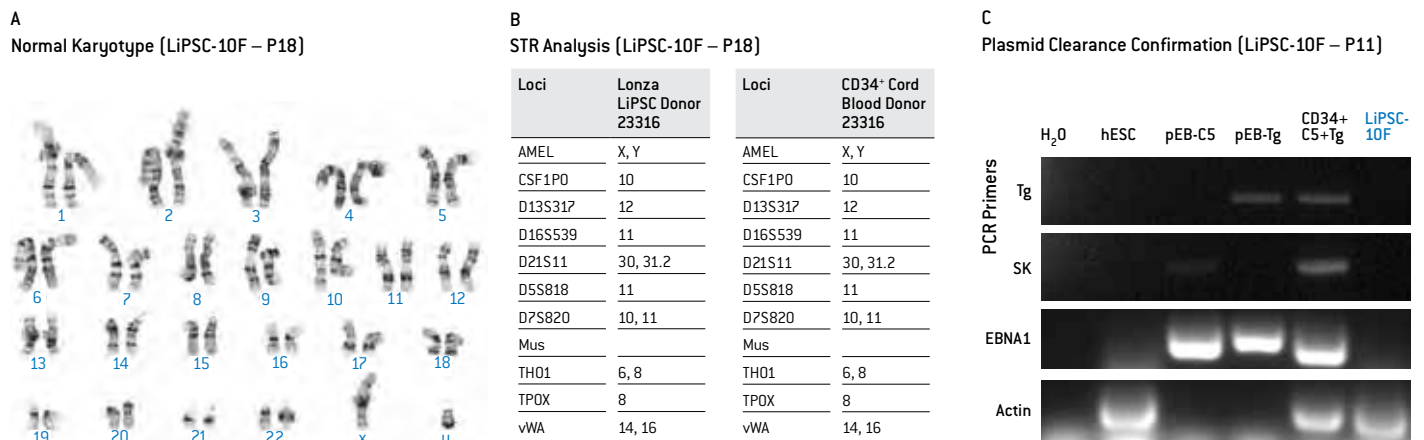 A
Normal Karyotype (LiPSC-10F – P18)
1 2 3 4 5
6 7 8 9 10 11 12
13 14 15 16 17 18
19 20 21 22 X
B
STR Analysis (LiPSC-10F – P18)
Loci Lonza LiPSC Donor 23316
AMEL X, Y
CSF1PO 10
D13S317 12
D16S539 11
D21S11 30, 31.2
D5S818 11
D7S820 10, 11
Mus
TH01 6, 8
TPOX 8
vWA 14, 16
Loci CD34+ Cord Blood Donor 23316
AMEL X, Y
CSF1PO 10
D13S317 12
D16S539 11
D21S11 30, 31.2
D5S818 11
D7S820 10, 11
Mus
TH01 6, 8
TPOX 8
vWA 14, 16
C
Plasmid Clearance Confirmation (LiPSC-10F – P11)
H2O hESC pEB-C5 pEB-Tg CD34+ C5+Tg LiPSC-10F
PCR Primers
Tg
SK
EBNA1
Actin